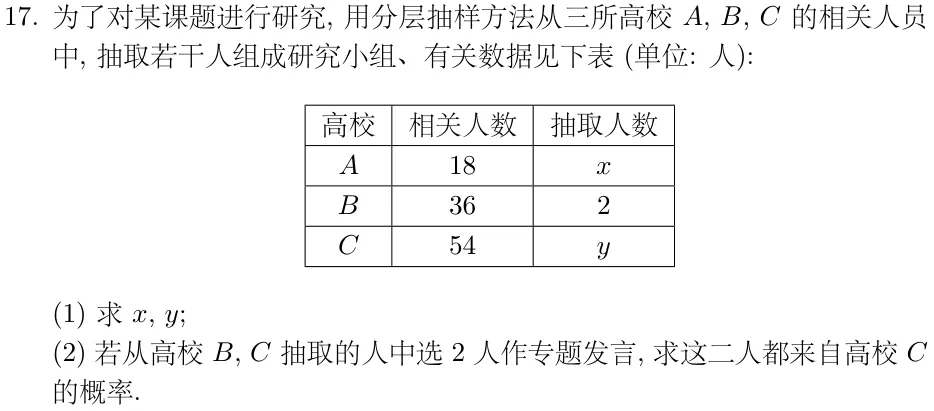 17. 为了对某课题进行研究, 用分层抽样方法从三所高校 A, B, C 的相关人员
中, 抽取若干人组成研究小组、有关数据见下表 (单位: 人):
高校 相关人数 抽取人数
A 18 x
B 36 2
C 54 y
(1) 求 x, y;
(2) 若从高校 B, C 抽取的人中选 2 人作专题发言, 求这二人都来自高校 C
的概率.